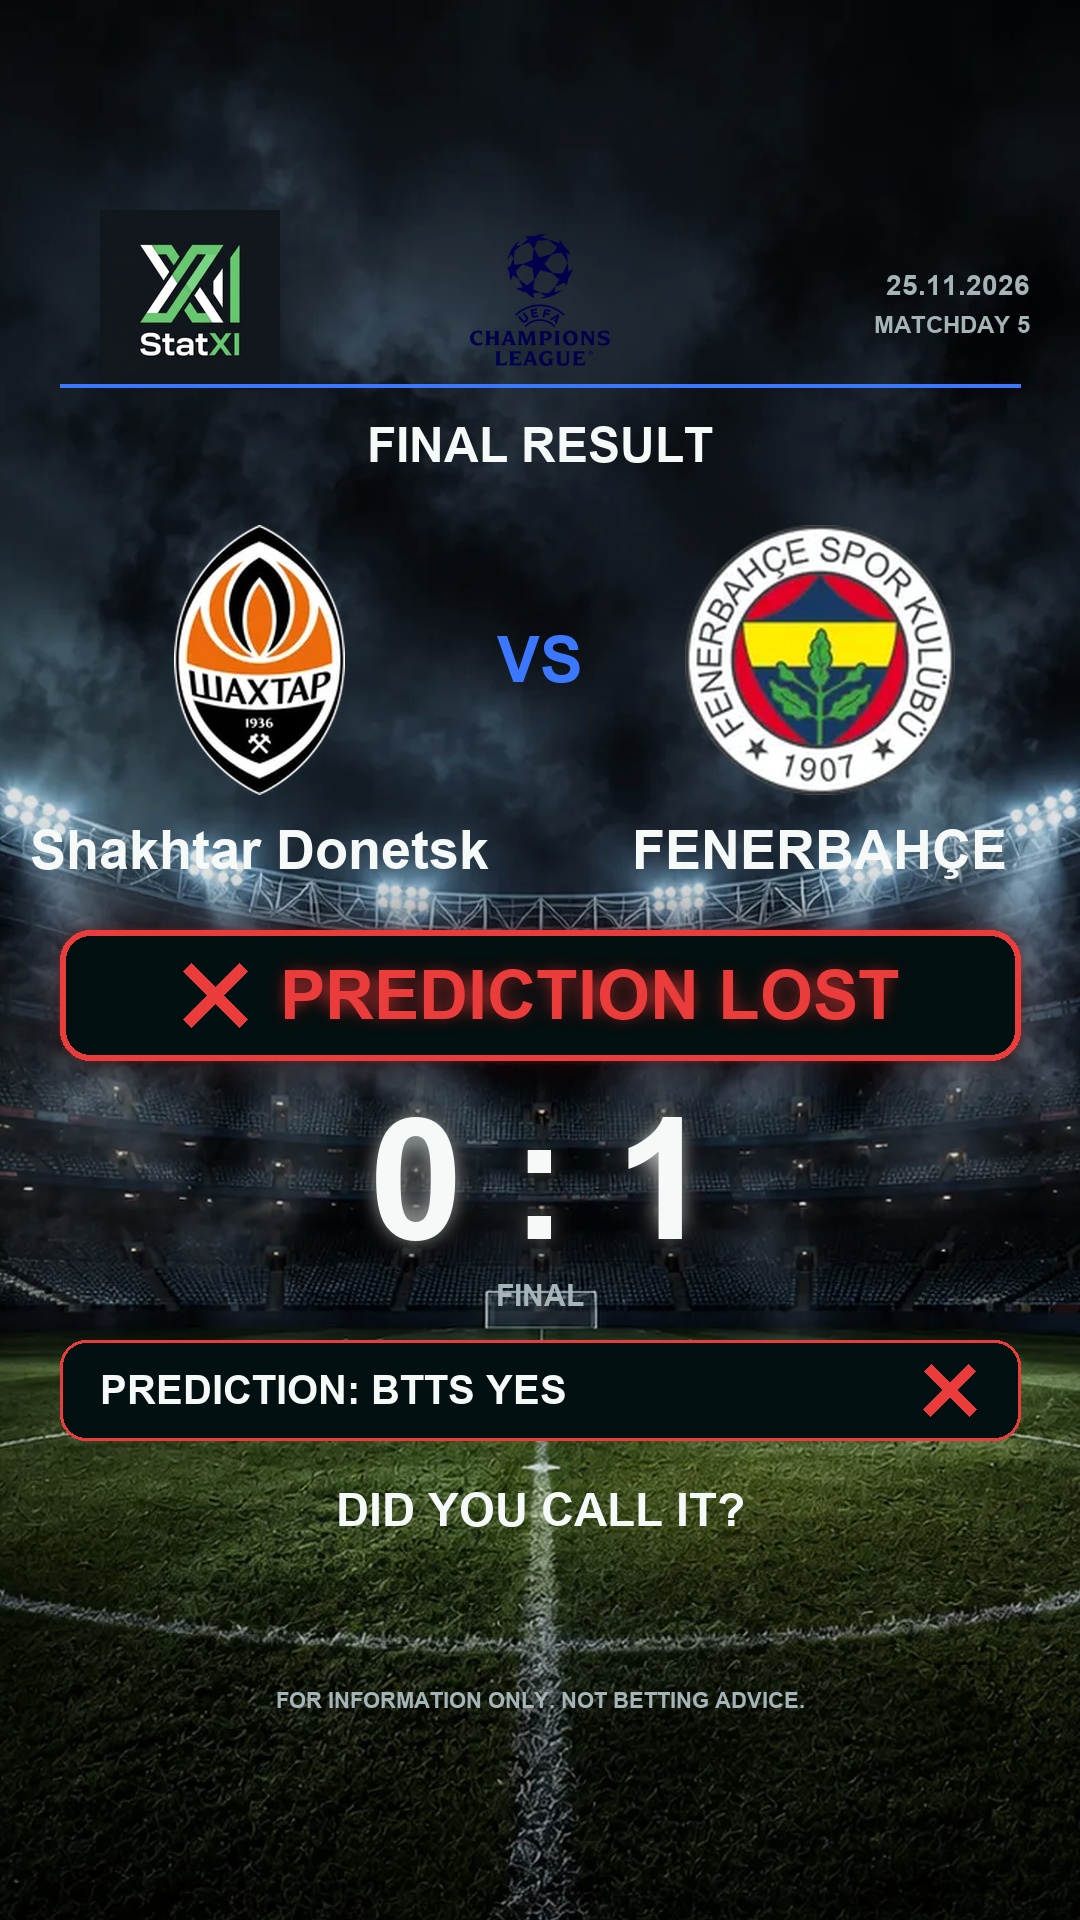 StatXI
UEFA
CHAMPIONS
LEAGUE
25.11.2026
MATCHDAY 5
FINAL RESULT
ШАХТАР
1936
VS
FENERBAHÇE SPOR KULÜBÜ
★ 1907 ★
Shakhtar Donetsk
FENERBAHÇE
PREDICTION LOST
0 : 1
FINAL
PREDICTION: BTTS YES
DID YOU CALL IT?
FOR INFORMATION ONLY. NOT BETTING ADVICE.